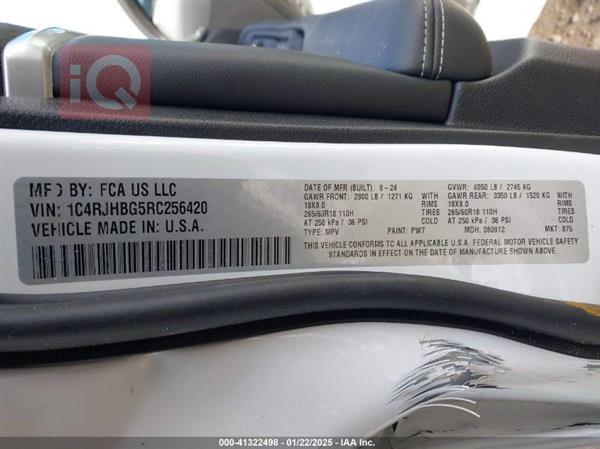 iQ
MFD BY: FCA US LLC
VIN: 1C4RJHBG5RC256420
VEHICLE MADE IN: U.S.A.
DATE OF MFR (BUILT): 8-24 GVWR: 6050 LB / 2745 KG
GAWR FRONT: 2800 LB / 1271 KG GAWR REAR: 3350 LB / 1520 KG
18X8.0 RIMS 18X8.0 RIMS
265/60R18 110H TIRES 265/60R18 110H TIRES
AT 250 kPa / 36 PSI COLD AT 250 kPa / 36 PSI COLD
TYPE: MPV PAINT: PW7 MDH: 080612 MKT: B75
THIS VEHICLE CONFORMS TO ALL APPLICABLE U.S.A. FEDERAL MOTOR VEHICLE SAFETY
STANDARDS IN EFFECT ON THE DATE OF MANUFACTURE SHOWN ABOVE.
000-41322498 - 01/22/2025 - IAA Inc.